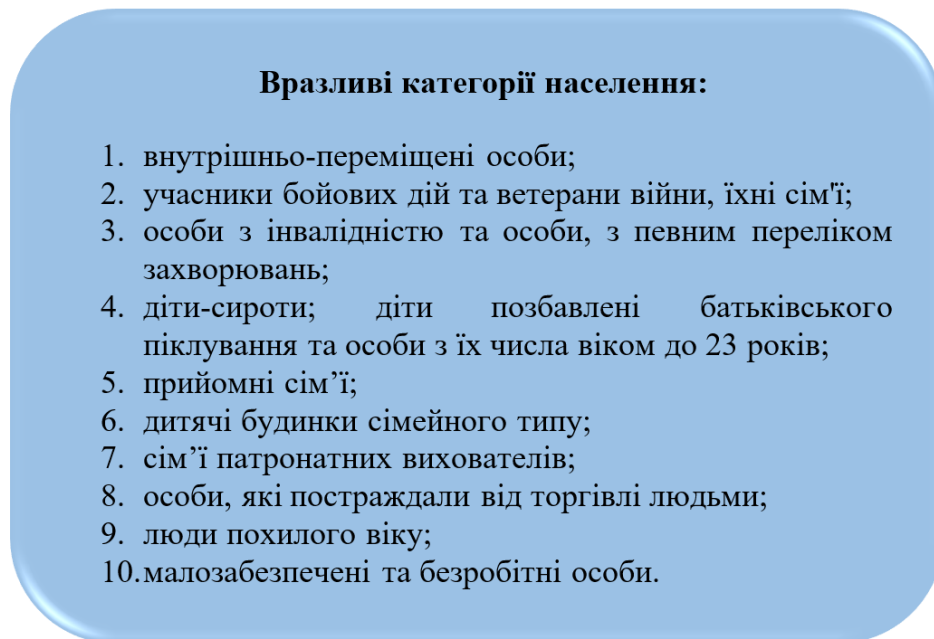 Вразливі категорії населення:
1. внутрішньо-переміщені особи;
2. учасники бойових дій та ветерани війни, їхні сім'ї;
3. особи з інвалідністю та особи, з певним переліком
захворювань;
4. діти-сироти; діти позбавлені батьківського
піклування та особи з їх числа віком до 23 років;
5. прийомні сім’ї;
6. дитячі будинки сімейного типу;
7. сім’ї патронатних вихователів;
8. особи, які постраждали від торгівлі людьми;
9. люди похилого віку;
10.малозабезпечені та безробітні особи.